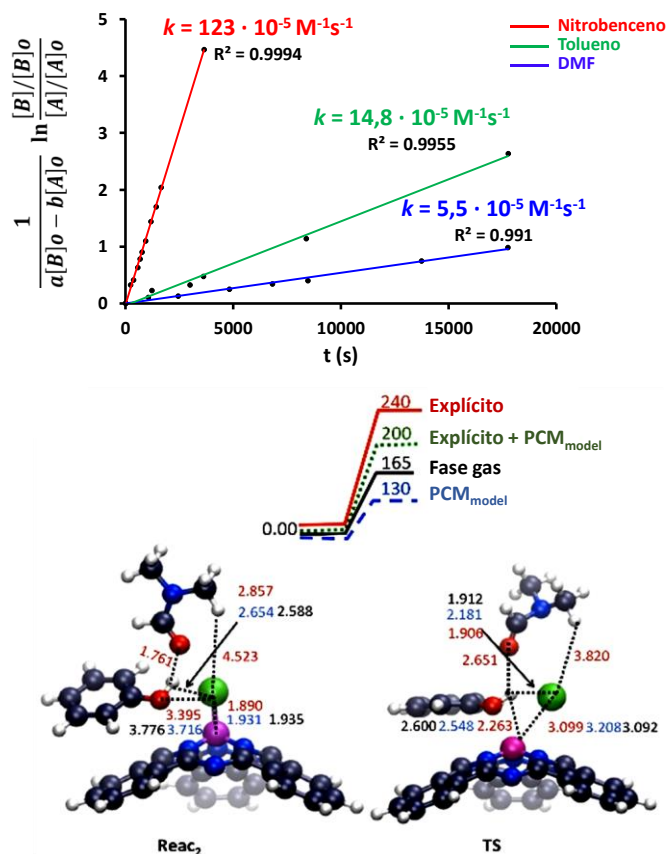 k = 123 · 10-5 M-1s-1
R² = 0.9994
Nitrobenceno
Tolueno
DMF
k = 14,8 · 10-5 M-1s-1
R² = 0.9955
k = 5,5 · 10-5 M-1s-1
R² = 0.991
1 / a[B]o − b[A]o ln [B]/[B]o / [A]/[A]o
5
4
3
2
1
0
0 5000 10000 15000 20000
t (s)
240 Explícito
200 Explícito + PCMmodel
165 Fase gas
130 PCMmodel
0.00
2.857
2.654 2.588
1.761
4.523
3.395
1.890
3.776 3.716
1.931 1.935
Reac2
1.912
2.181
1.906
2.651
3.820
2.600 2.548 2.263
3.099 3.208 3.092
TS